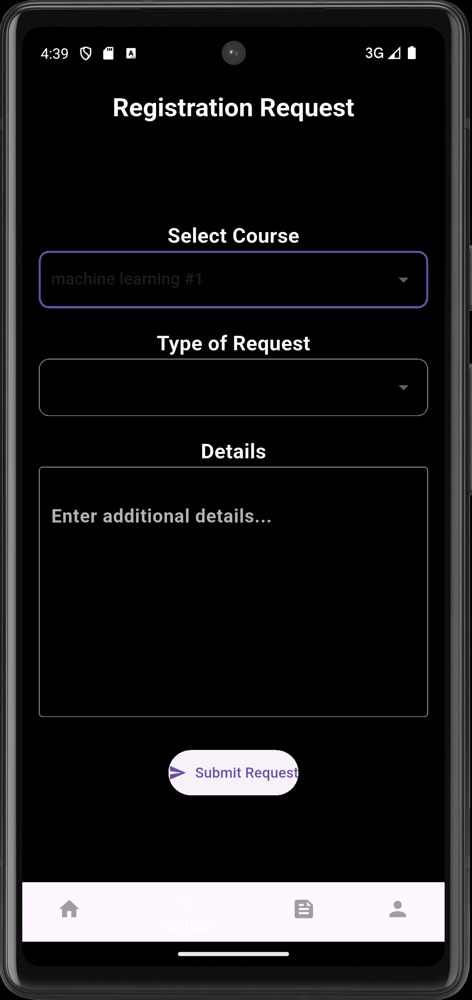 4:39 A 3G
Registration Request
Select Course
machine learning #1
Type of Request
Details
Enter additional details...
Submit Request
Request